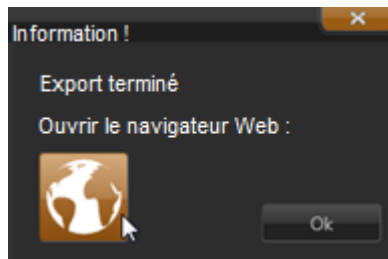 Information !
Export terminé
Ouvrir le navigateur Web :
Ok